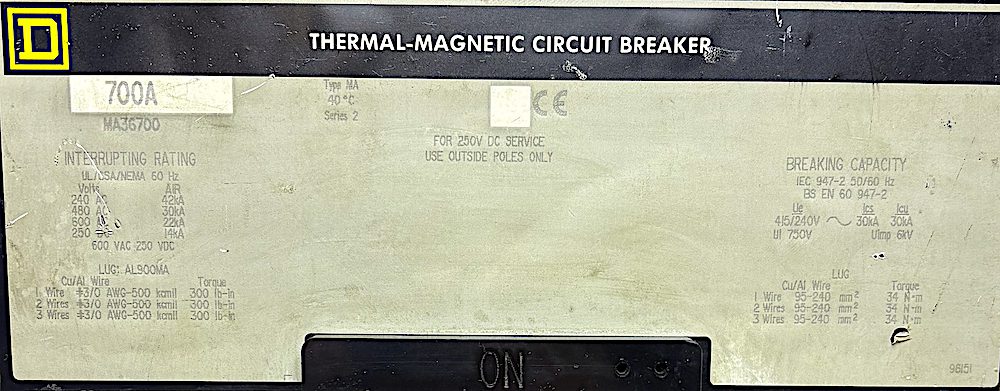 D
THERMAL-MAGNETIC CIRCUIT BREAKER
700A
MA36700
Type MA
40°C
Series 2
CE
FOR 250V DC SERVICE
USE OUTSIDE POLES ONLY
INTERRUPTING RATING
UL/CSA/NEMA 60 Hz
Volts AIR
240 AC 42kA
480 AC 30kA
600 22kA
250 14kA
600 VAC 250 VDC
LUG: AL900MA
Cu/Al Wire Torque
1 Wire #3/0 AWG-500 kcmil 300 lb-in
2 Wires #3/0 AWG-500 kcmil 300 lb-in
3 Wires #3/0 AWG-500 kcmil 300 lb-in
BREAKING CAPACITY
IEC 947-2 50/60 Hz
BS EN 60 947-2
Ue Ics Icu
415/240V ~ 30kA 30kA
Ui 750V Uimp 6kV
LUG
Cu/Al Wire Torque
1 Wire 95-240 mm² 34 N·m
2 Wires 95-240 mm² 34 N·m
3 Wires 95-240 mm² 34 N·m
98151
ON